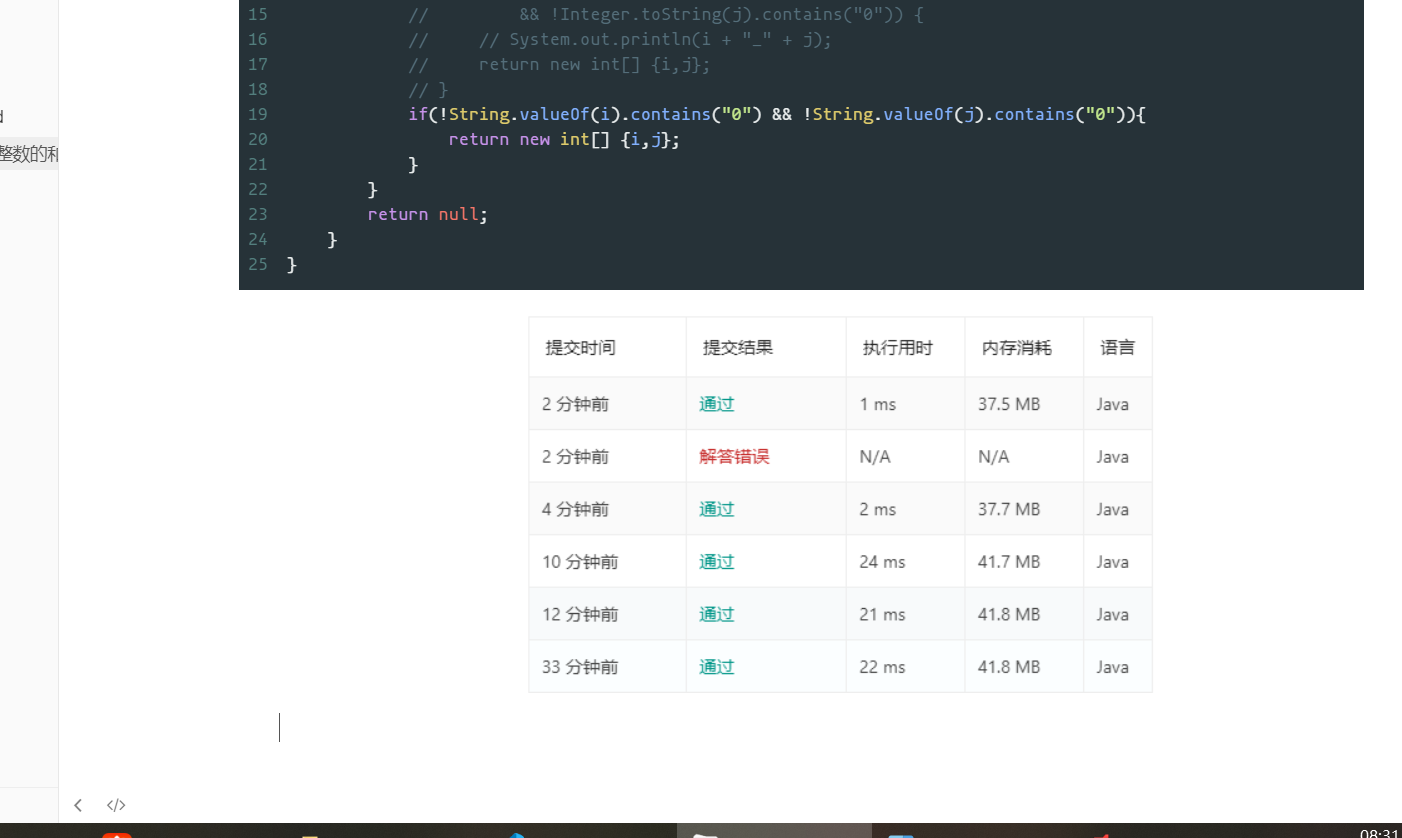 15 //         && !Integer.toString(j).contains("0")) {
16 //     // System.out.println(i + "_" + j);
17 //     return new int[] {i,j};
18 // }
19 if(!String.valueOf(i).contains("0") && !String.valueOf(j).contains("0")){
20 return new int[] {i,j};
21 }
22 }
23 return null;
24 }
25 }
整数的和
提交时间 提交结果 执行用时 内存消耗 语言
2 分钟前 通过 1 ms 37.5 MB Java
2 分钟前 解答错误 N/A N/A Java
4 分钟前 通过 2 ms 37.7 MB Java
10 分钟前 通过 24 ms 41.7 MB Java
12 分钟前 通过 21 ms 41.8 MB Java
33 分钟前 通过 22 ms 41.8 MB Java
</>
08:31